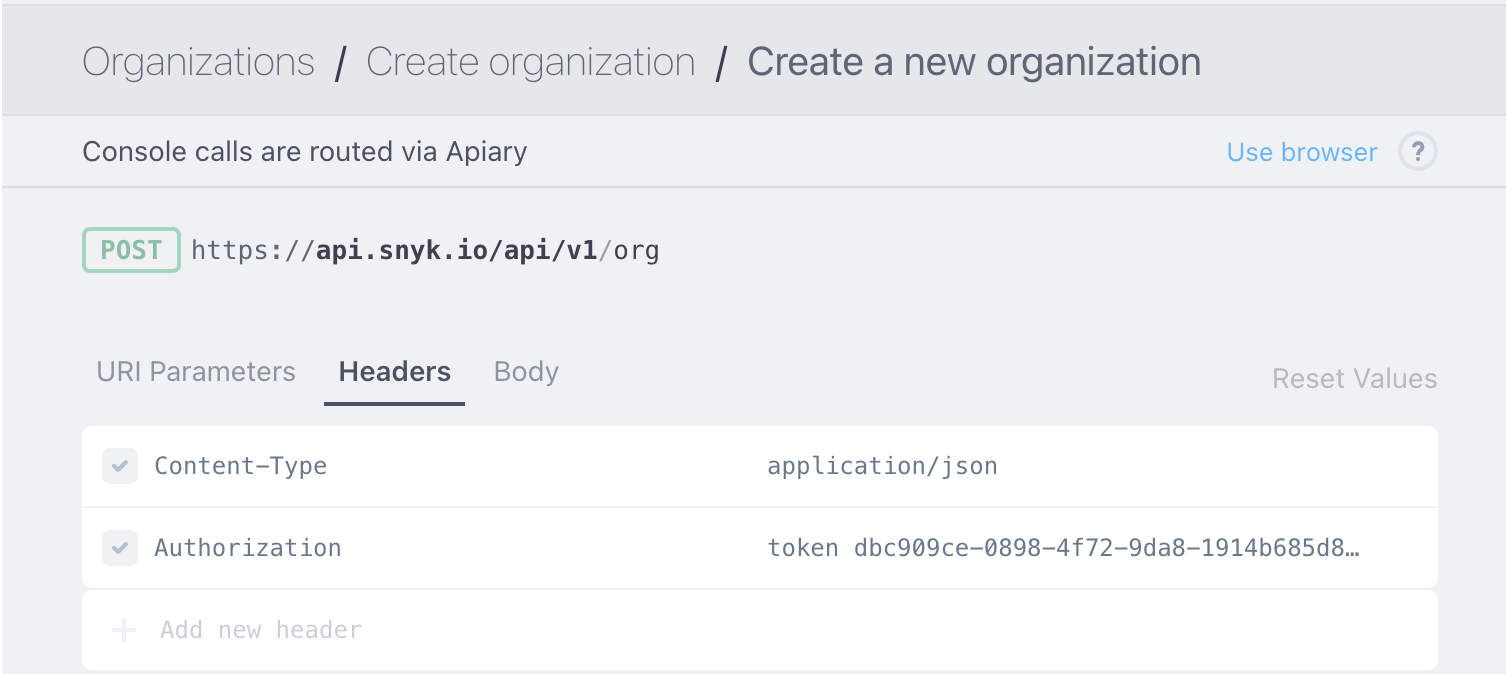 Organizations / Create organization / Create a new organization
Console calls are routed via Apiary Use browser ?
POST https://api.snyk.io/api/v1/org
URI Parameters Headers Body Reset Values
Content-Type application/json
Authorization token dbc909ce-0898-4f72-9da8-1914b685d8…
+ Add new header